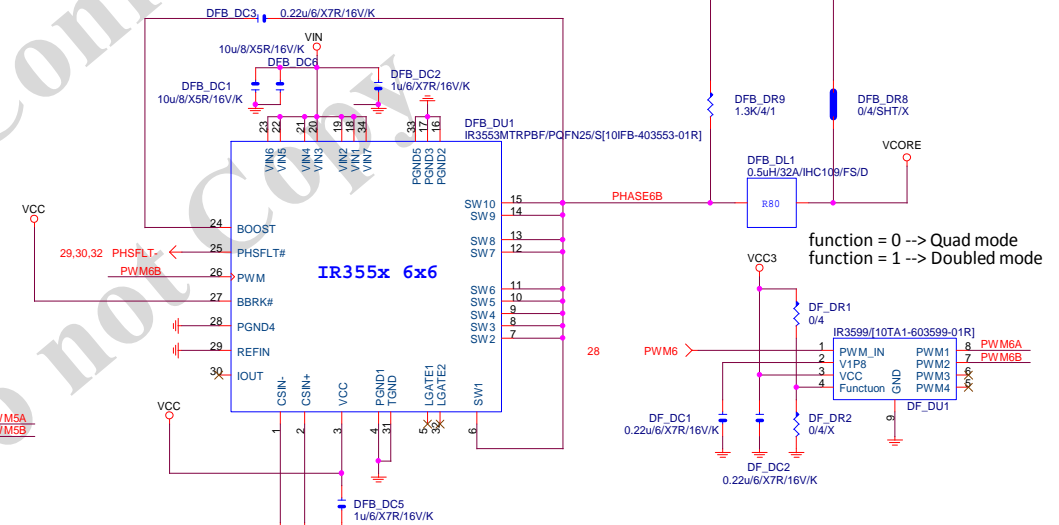 DFB_DC3
0.22u/6/X7R/16V/K
VIN
10u/8/X5R/16V/K
DFB_DC6
DFB_DC1
10u/8/X5R/16V/K
DFB_DC2
1u/6/X7R/16V/K
DFB_DU1
IR3553MTRPBF/PQFN25/S[10IFB-403553-01R]
23 22 21 20 19 18 34 33 17 16
VIN6 VIN5 VIN4 VIN3 VIN2 VIN1 VIN7 PGND5 PGND3 PGND2
DFB_DR9
1.3K/4/1
DFB_DR8
0/4/SHT/X
VCORE
DFB_DL1
0.5uH/32A/IHC109/FS/D
R80
PHASE6B
VCC
24 BOOST
29,30,32 PHSFLT- 25 PHSFLT#
PWM6B 26 PWM
27 BBRK#
28 PGND4
29 REFIN
30 IOUT
IR355x 6x6
SW10 15
SW9 14
SW8 13
SW7 12
SW6 11
SW5 10
SW4 9
SW3 8
SW2 7
CSIN- CSIN+ VCC PGND1 TGND LGATE1 LGATE2 SW1
1 2 3 4 31 5 32 6
VCC
DFB_DC5
1u/6/X7R/16V/K
WM5A
WM5B
function = 0 --> Quad mode
function = 1 --> Doubled mode
VCC3
DF_DR1
0/4
IR3599/[10TA1-603599-01R]
28 PWM6
1 PWM_IN PWM1 8 PWM6A
2 V1P8 PWM2 7 PWM6B
3 VCC PWM3 6
4 Functuon PWM4 5
GND
9
DF_DU1
DF_DC1
0.22u/6/X7R/16V/K
DF_DR2
0/4/X
DF_DC2
0.22u/6/X7R/16V/K
o not Copy